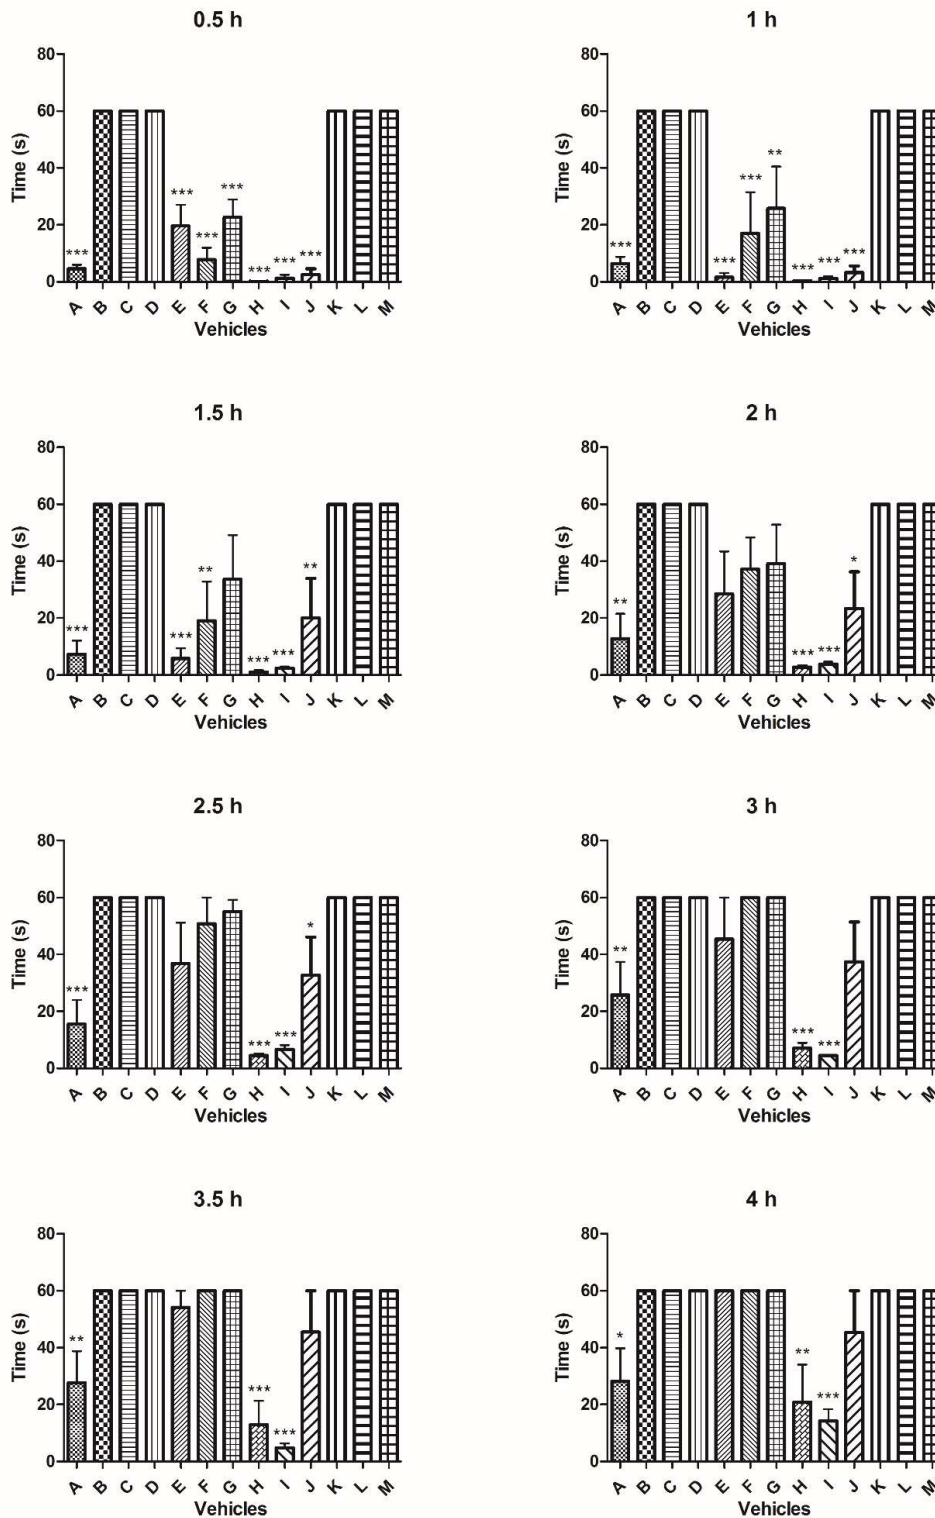 0.5 h
80
60
40
20
0
Time (s)
*** *** *** *** *** *** ***
A B C D E F G H I J K L M
Vehicles
1 h
80
60
40
20
0
Time (s)
*** *** *** ** *** *** ***
A B C D E F G H I J K L M
Vehicles
1.5 h
80
60
40
20
0
Time (s)
*** *** ** *** *** **
A B C D E F G H I J K L M
Vehicles
2 h
80
60
40
20
0
Time (s)
** *** *** *
A B C D E F G H I J K L M
Vehicles
2.5 h
80
60
40
20
0
Time (s)
*** *** *** *
A B C D E F G H I J K L M
Vehicles
3 h
80
60
40
20
0
Time (s)
** *** ***
A B C D E F G H I J K L M
Vehicles
3.5 h
80
60
40
20
0
Time (s)
** *** ***
A B C D E F G H I J K L M
Vehicles
4 h
80
60
40
20
0
Time (s)
* ** ***
A B C D E F G H I J K L M
Vehicles